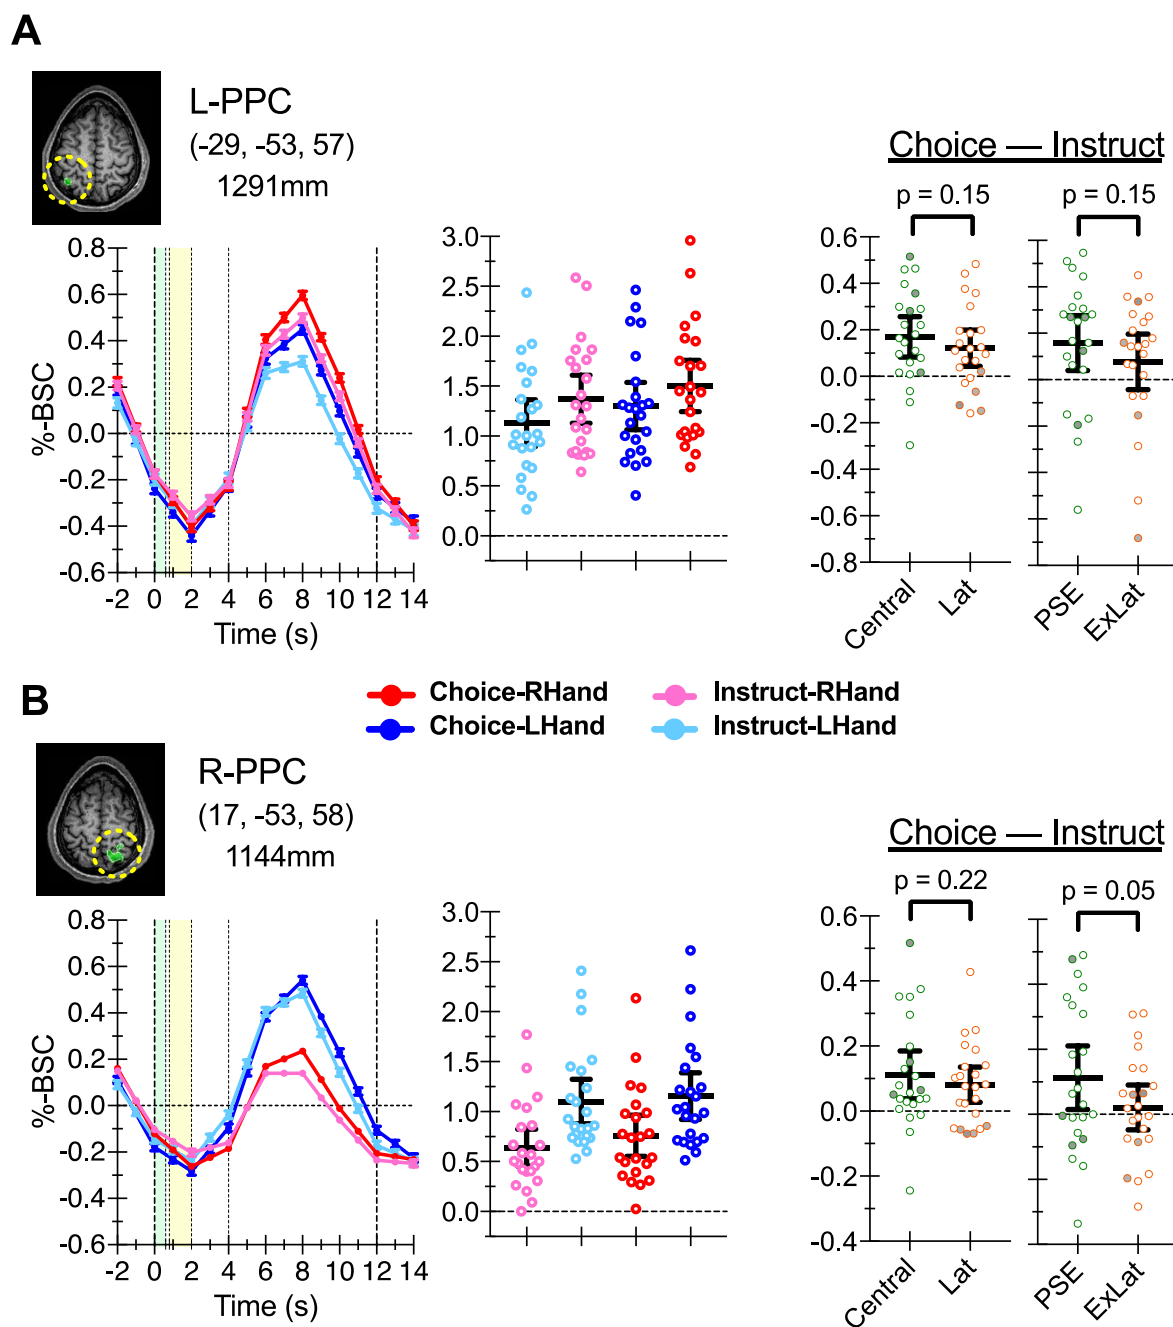 A
L-PPC
(-29, -53, 57)
1291mm
Choice — Instruct
p = 0.15
p = 0.15
%-BSC
0.8
0.6
0.4
0.2
0.0
-0.2
-0.4
-0.6
-2 0 2 4 6 8 10 12 14
Time (s)
3.0
2.5
2.0
1.5
1.0
0.5
0.0
0.6
0.4
0.2
0.0
-0.2
-0.4
-0.6
-0.8
Central
Lat
PSE
ExLat
Choice-RHand
Instruct-RHand
Choice-LHand
Instruct-LHand
B
R-PPC
(17, -53, 58)
1144mm
Choice — Instruct
p = 0.22
p = 0.05
%-BSC
0.8
0.6
0.4
0.2
0.0
-0.2
-0.4
-0.6
-2 0 2 4 6 8 10 12 14
Time (s)
3.0
2.5
2.0
1.5
1.0
0.5
0.0
0.6
0.4
0.2
0.0
-0.2
-0.4
Central
Lat
PSE
ExLat